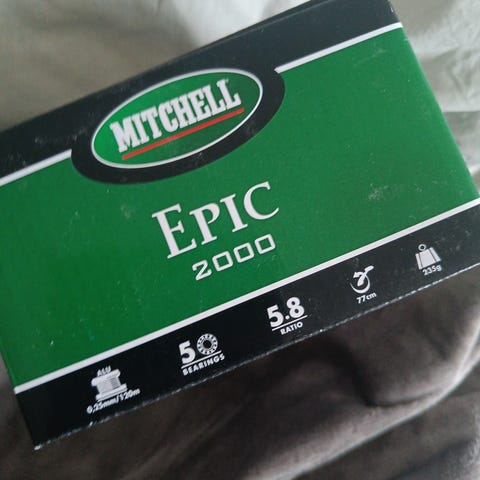 MITCHELL
EPIC
2000
ALU
0,25mm/120m
5 BEARINGS
5.8
RATIO
77cm
235g